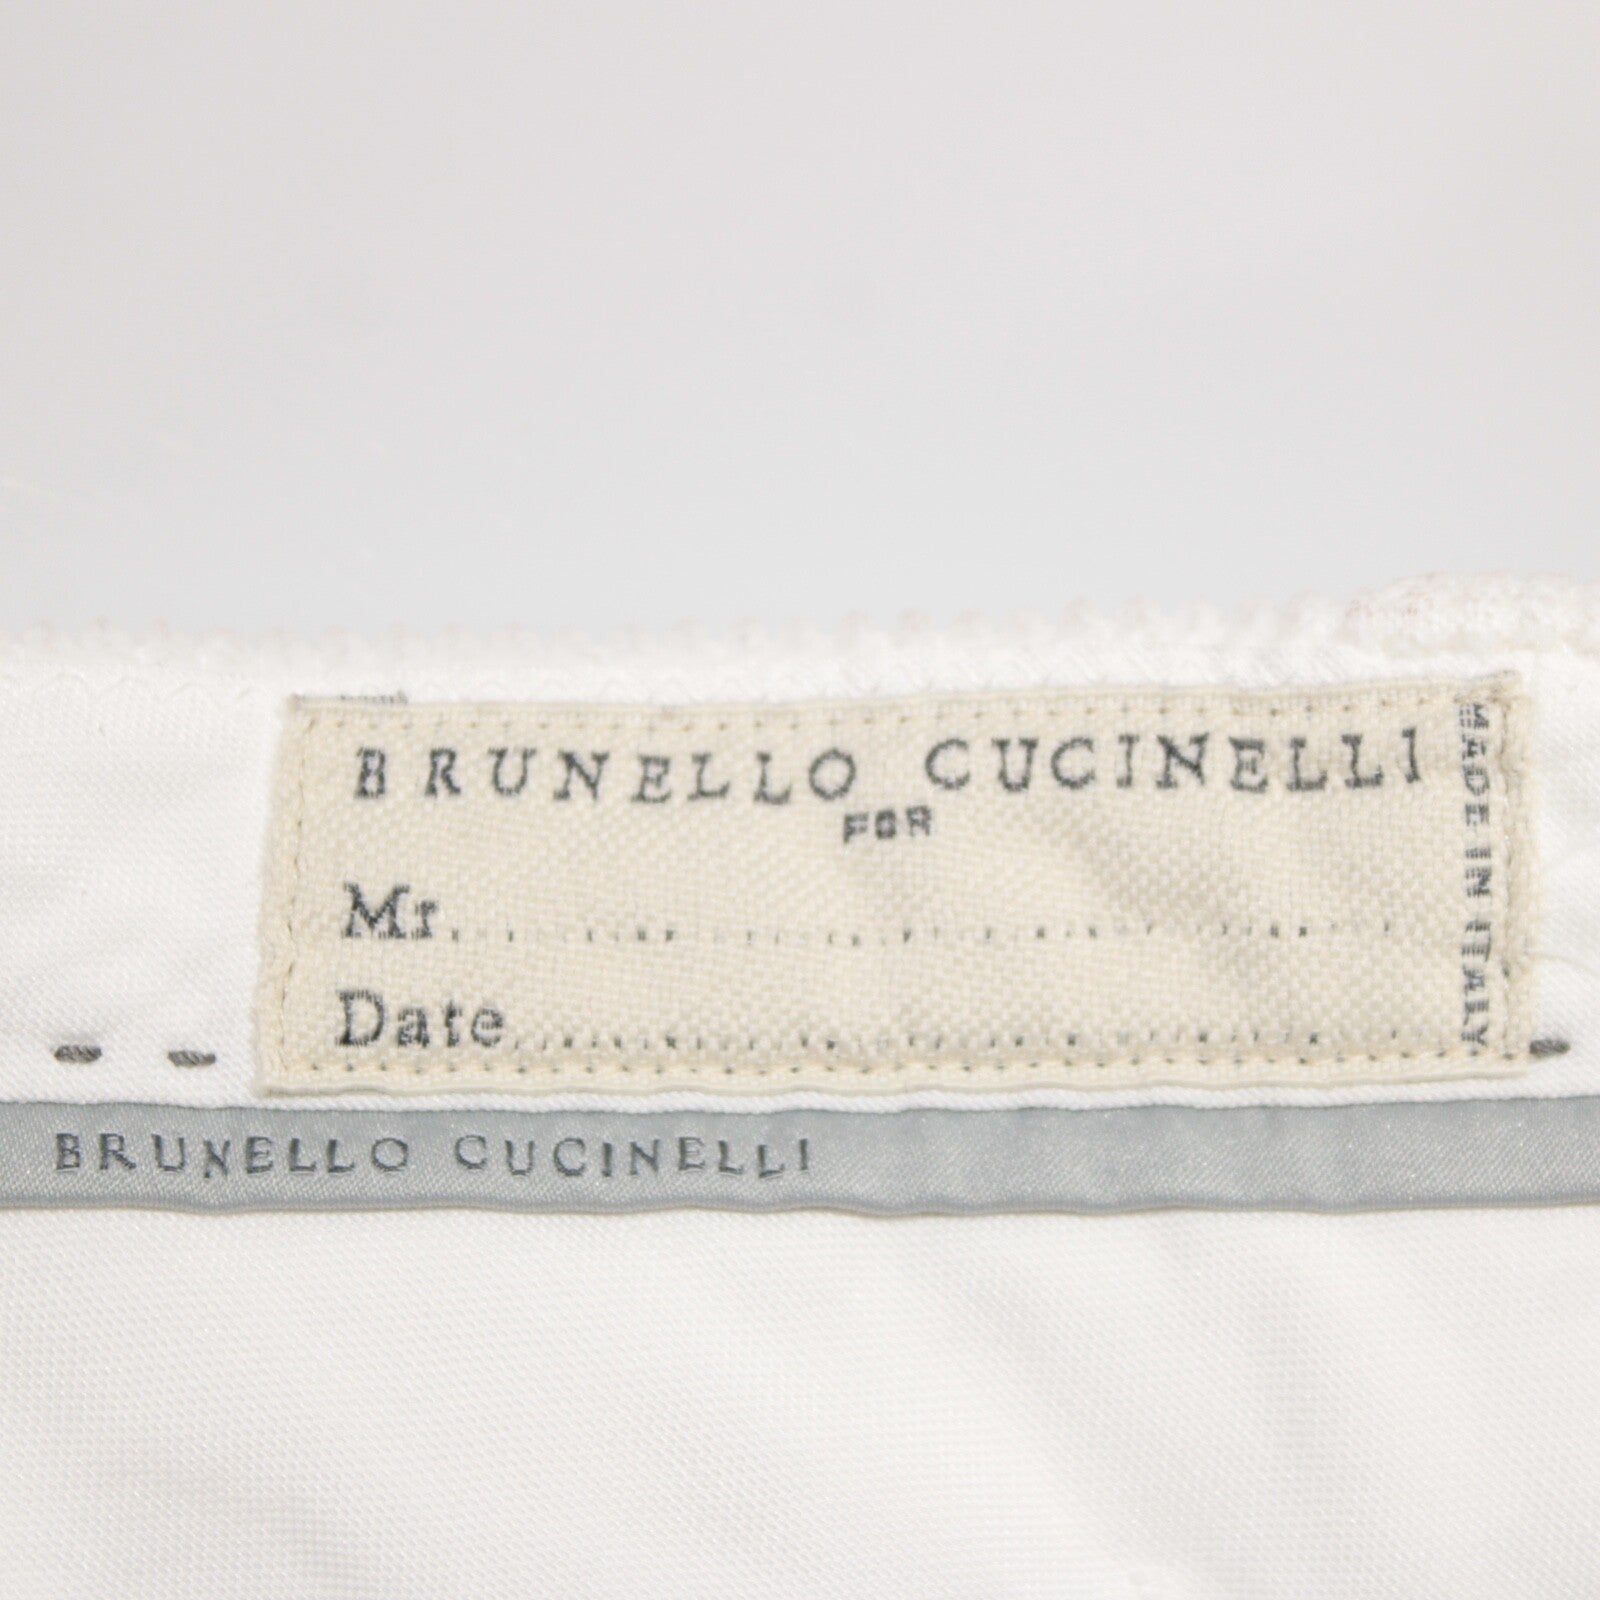 BRUNELLO CUCINELLI
FOR
Mr.....................................
Date...................................
MADE IN ITALY
BRUNELLO CUCINELLI